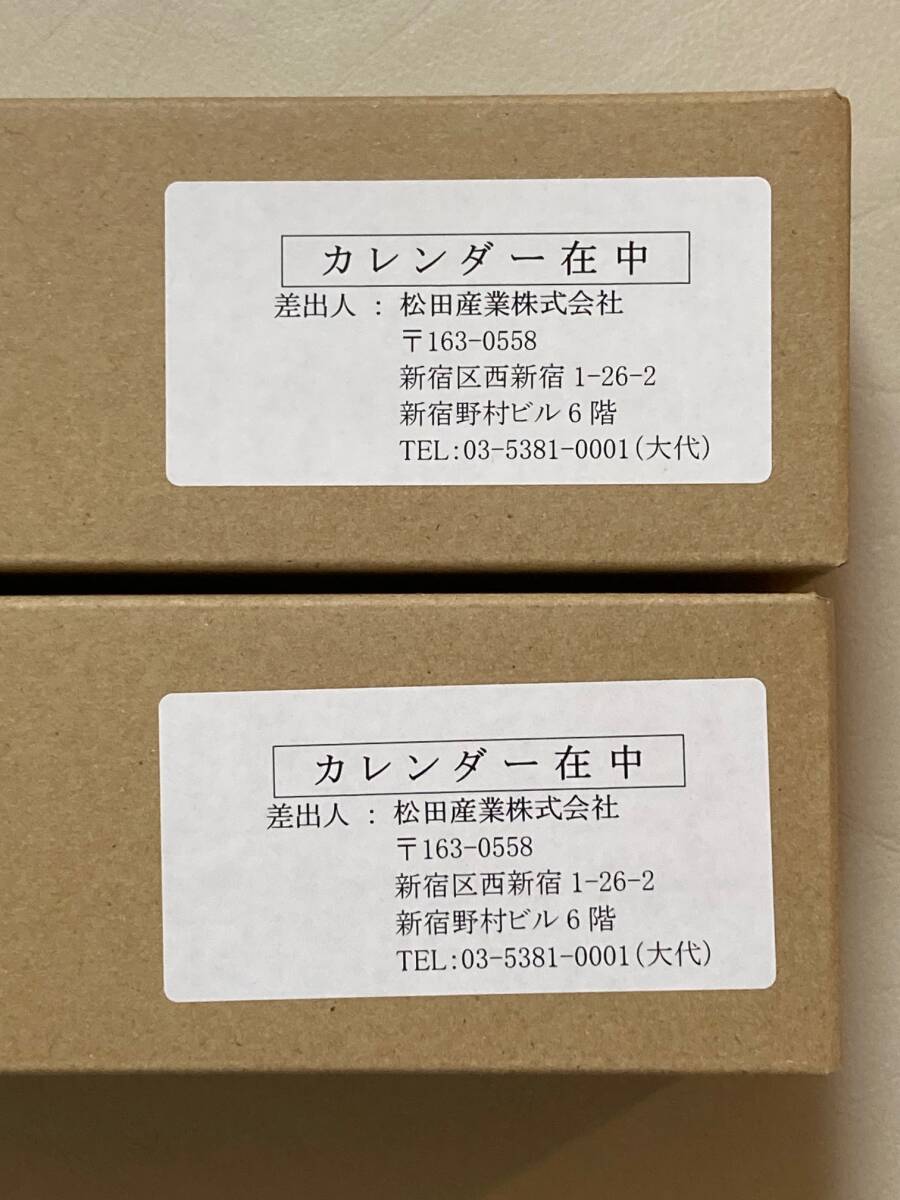 カレンダー在中
差出人 : 松田産業株式会社
〒163-0558
新宿区西新宿 1-26-2
新宿野村ビル 6 階
TEL:03-5381-0001(大代)
カレンダー在中
差出人 : 松田産業株式会社
〒163-0558
新宿区西新宿 1-26-2
新宿野村ビル 6 階
TEL:03-5381-0001(大代)